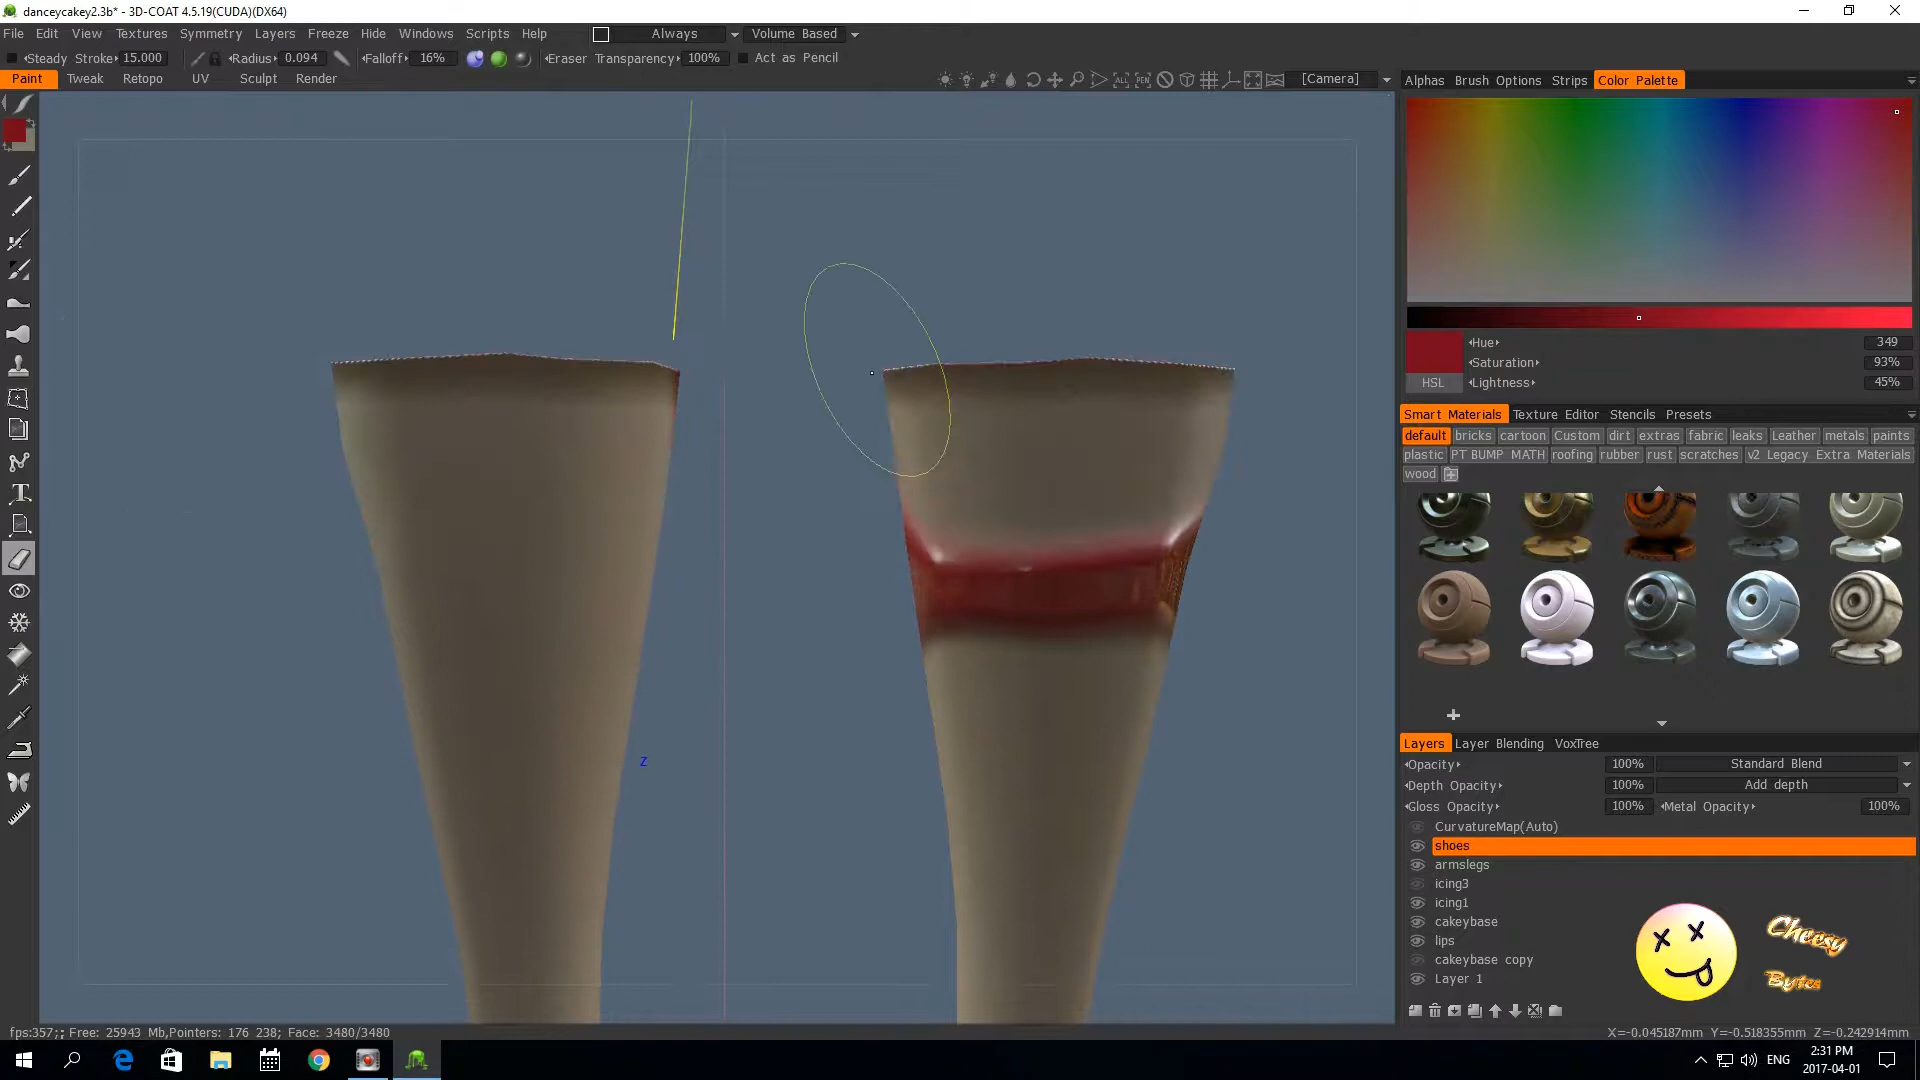 danceycakey2.3b* - 3D-COAT 4.5.19(CUDA)(DX64)
File Edit View Textures Symmetry Layers Freeze Hide Windows Scripts Help Always Volume Based
Steady Stroke 15.000 Radius 0.094 Falloff 16% Eraser Transparency 100% Act as Pencil
Paint Tweak Retopo UV Sculpt Render [Camera]
Alphas Brush Options Strips Color Palette
Hue 349
Saturation 93%
HSL Lightness 45%
Smart Materials Texture Editor Stencils Presets
default bricks cartoon Custom dirt extras fabric leaks Leather metals paints
plastic PT BUMP MATH roofing rubber rust scratches v2 Legacy Extra Materials
wood
Z
Layers Layer Blending VoxTree
Opacity 100% Standard Blend
Depth Opacity 100% Add depth
Gloss Opacity 100% Metal Opacity 100%
CurvatureMap(Auto)
shoes
armslegs
icing3
icing1
cakeybase
lips
cakeybase copy
Layer 1
Cheesy
Bytes
fps:357;; Free: 25943 Mb,Pointers: 176 238; Face: 3480/3480
X=-0.045187mm Y=-0.518355mm Z=-0.242914mm
ENG
2:31 PM
2017-04-01